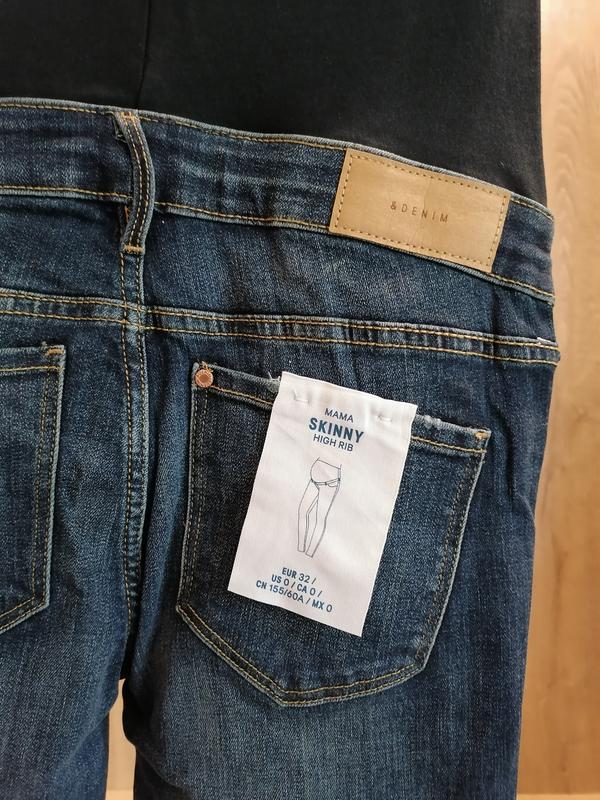 & DENIM
MAMA
SKINNY
HIGH RIB
EUR 32 /
US 0 / CA 0 /
CN 155/60A / MX 0